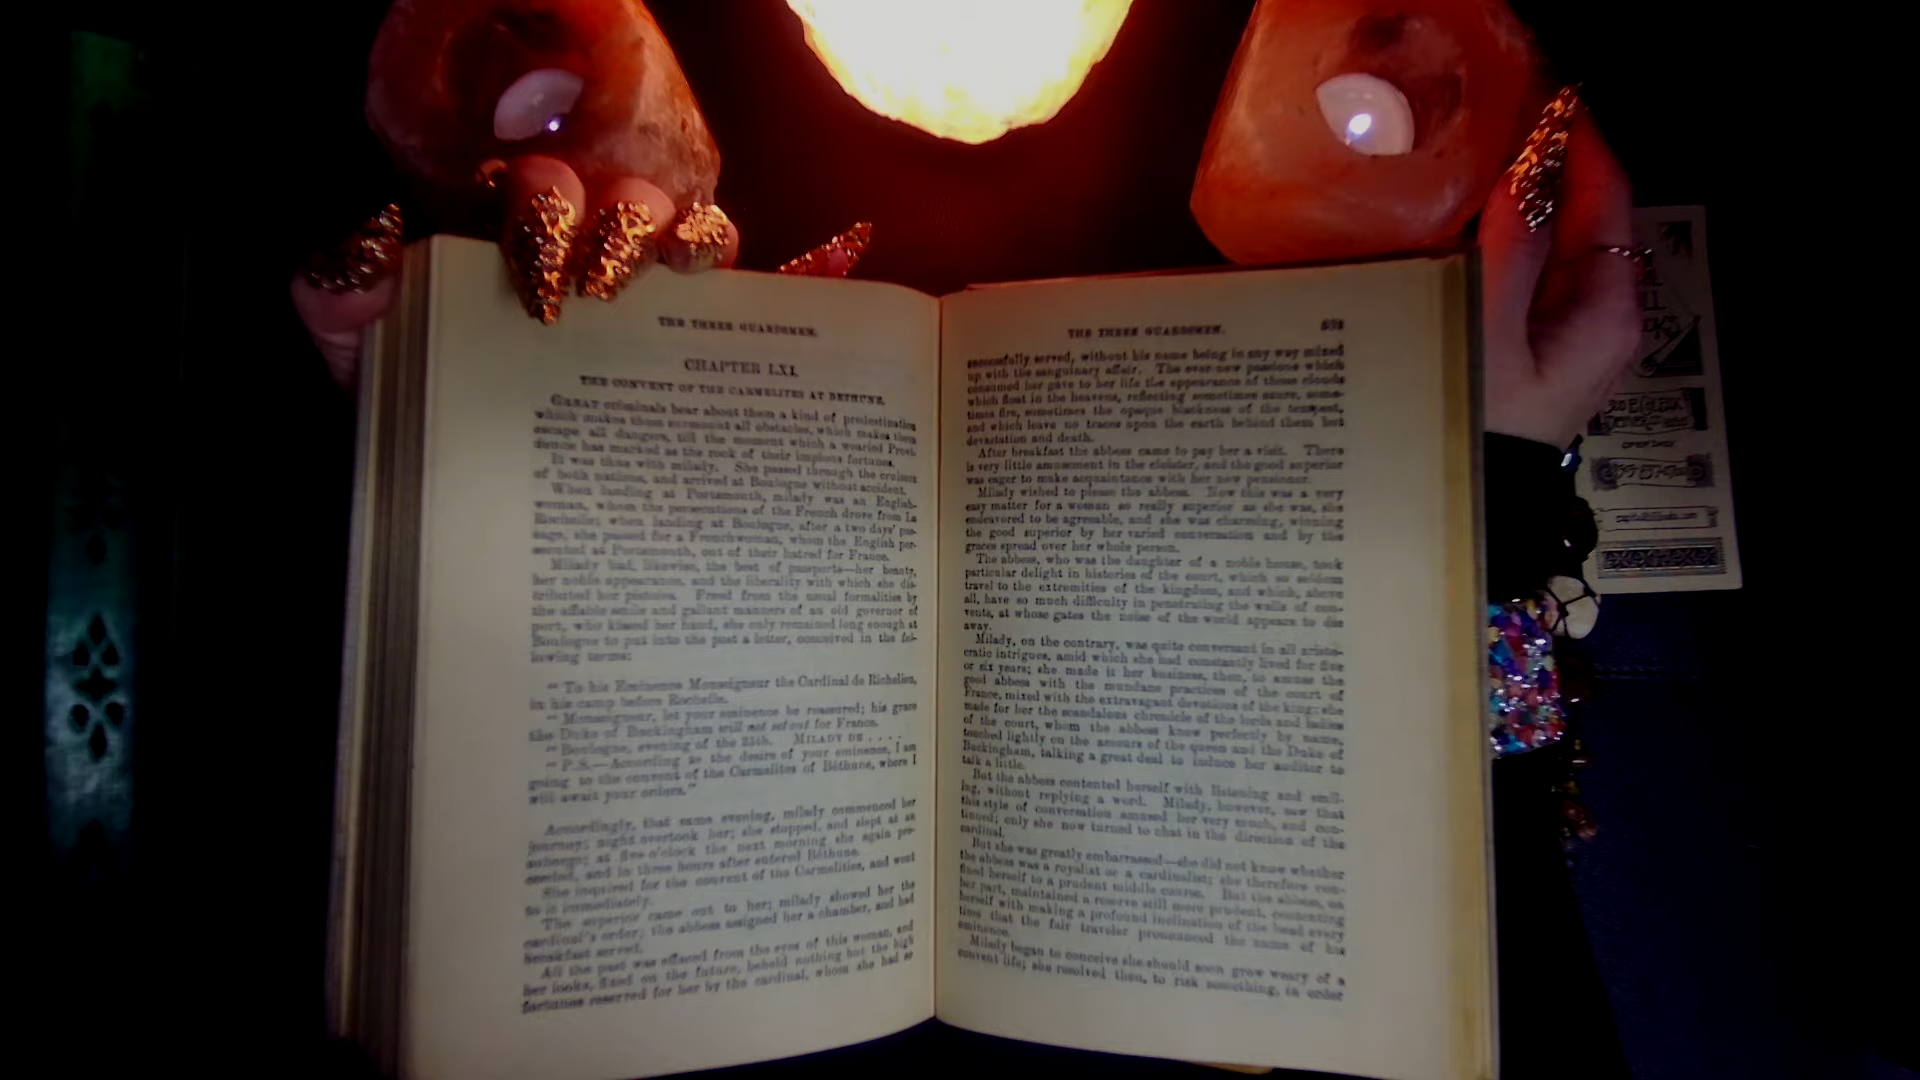 THE THREE GUARDSMEN.
CHAPTER LXI.
THE CONVENT OF THE CARMELITES AT BETHUNE.
GREAT criminals bear about them a kind of predestination
which makes them surmount all obstacles, which makes them
escape all dangers, till the moment which a wearied Provi-
dence has marked as the rock of their impious fortunes.
It was thus with milady. She passed through the cruisers
of both nations, and arrived at Boulogne without accident.
When landing at Portsmouth, milady was an English-
woman, whom the persecutions of the French drove from La
Rochelle; when landing at Boulogne, after a two days' pas-
sage, she passed for a Frenchwoman, whom the English per-
secuted at Portsmouth, out of their hatred for France.
Milady had, likewise, the best of passports—her beauty,
her noble appearance, and the liberality with which she dis-
tributed her pistoles. Freed from the usual formalities by
the affable smile and gallant manners of an old governor of
port, who kissed her hand, she only remained long enough at
Boulogne to put into the post a letter, conceived in the fol-
lowing terms:
"To his Eminence Monseigneur the Cardinal de Richelieu,
in his camp before Rochelle.
"Monseigneur, let your eminence be reassured; his grace
the Duke of Buckingham will not set out for France.
"Boulogne, evening of the 25th. MILADY DE . . . .
"P.S.—According to the desire of your eminence, I am
going to the convent of the Carmelites of Béthune, where I
will await your orders."
Accordingly, that same evening, milady commenced her
journey; night overtook her; she stopped, and slept at an
auberge; at five o'clock the next morning she again pro-
ceeded, and in three hours after entered Béthune.
She inquired for the convent of the Carmelites, and went
to it immediately.
The superior came out to her; milady showed her the
cardinal's order; the abbess assigned her a chamber, and had
breakfast served.
All the past was effaced from the eyes of this woman, and
her looks, fixed on the future, beheld nothing but the high
fortunes reserved for her by the cardinal, whom she had so
THE THREE GUARDSMEN.
successfully served, without his name being in any way mixed
up with the sanguinary affair. The ever-new passions which
consumed her gave to her life the appearance of those clouds
which float in the heavens, reflecting sometimes azure, some-
times fire, sometimes the opaque blackness of the tempest,
and which leave no traces upon the earth behind them but
devastation and death.
After breakfast the abbess came to pay her a visit. There
is very little amusement in the cloister, and the good superior
was eager to make acquaintance with her new pensioner.
Milady wished to please the abbess. Now this was a very
easy matter for a woman so really superior as she was, she
endeavored to be agreeable, and she was charming, winning
the good superior by her varied conversation and by the
graces spread over her whole person.
The abbess, who was the daughter of a noble house, took
particular delight in histories of the court, which so seldom
travel to the extremities of the kingdom, and which, above
all, have so much difficulty in penetrating the walls of con-
vents, at whose gates the noise of the world appears to die
away.
Milady, on the contrary, was quite conversant in all aristo-
cratic intrigues, amid which she had constantly lived for five
or six years; she made it her business, then, to amuse the
good abbess with the mundane practices of the court of
France, mixed with the extravagant devotions of the king; she
made for her the scandalous chronicle of the lords and ladies
of the court, whom the abbess knew perfectly by name,
touched lightly on the amours of the queen and the Duke of
Buckingham, talking a great deal to induce her auditor to
talk a little.
But the abbess contented herself with listening and smil-
ing, without replying a word. Milady, however, saw that
this style of conversation amused her very much, and con-
tinued; only she now turned to chat in the direction of the
cardinal.
But she was greatly embarrassed—she did not know whether
the abbess was a royalist or a cardinalist; she therefore con-
fined herself to a prudent middle course. But the abbess, on
her part, maintained a reserve still more prudent, contenting
herself with making a profound inclination of the head every
time that the fair traveler pronounced the name of his
eminence.
Milady began to conceive she should soon grow weary of a
convent life; she resolved then, to risk something, in order
OPEN DAILY